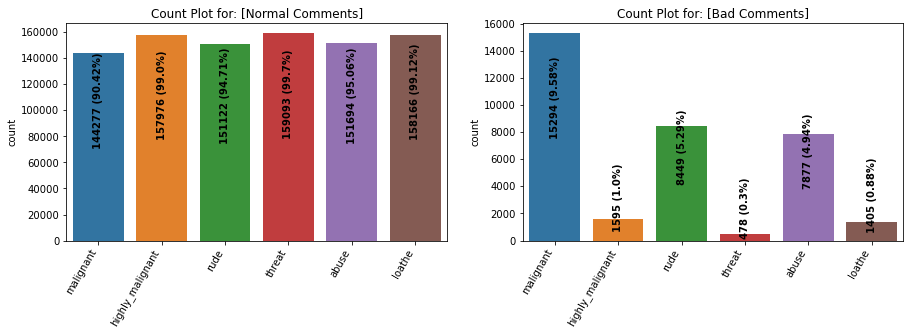 Count Plot for: [Normal Comments]
160000
140000
120000
100000
80000
60000
40000
20000
0
count
144277 (90.42%)
157976 (99.0%)
151122 (94.71%)
159093 (99.7%)
151694 (95.06%)
158166 (99.12%)
malignant
highly_malignant
rude
threat
abuse
loathe
Count Plot for: [Bad Comments]
16000
14000
12000
10000
8000
6000
4000
2000
0
count
15294 (9.58%)
1595 (1.0%)
8449 (5.29%)
478 (0.3%)
7877 (4.94%)
1405 (0.88%)
malignant
highly_malignant
rude
threat
abuse
loathe